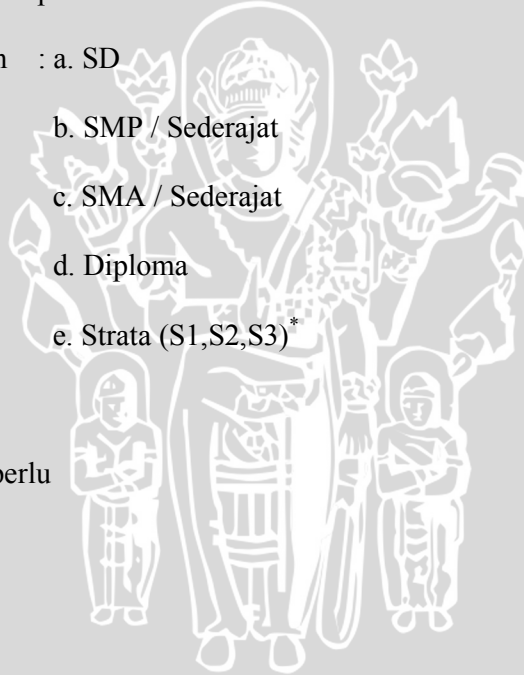 : a. SD
b. SMP / Sederajat
c. SMA / Sederajat
d. Diploma
e. Strata (S1,S2,S3)*
perlu